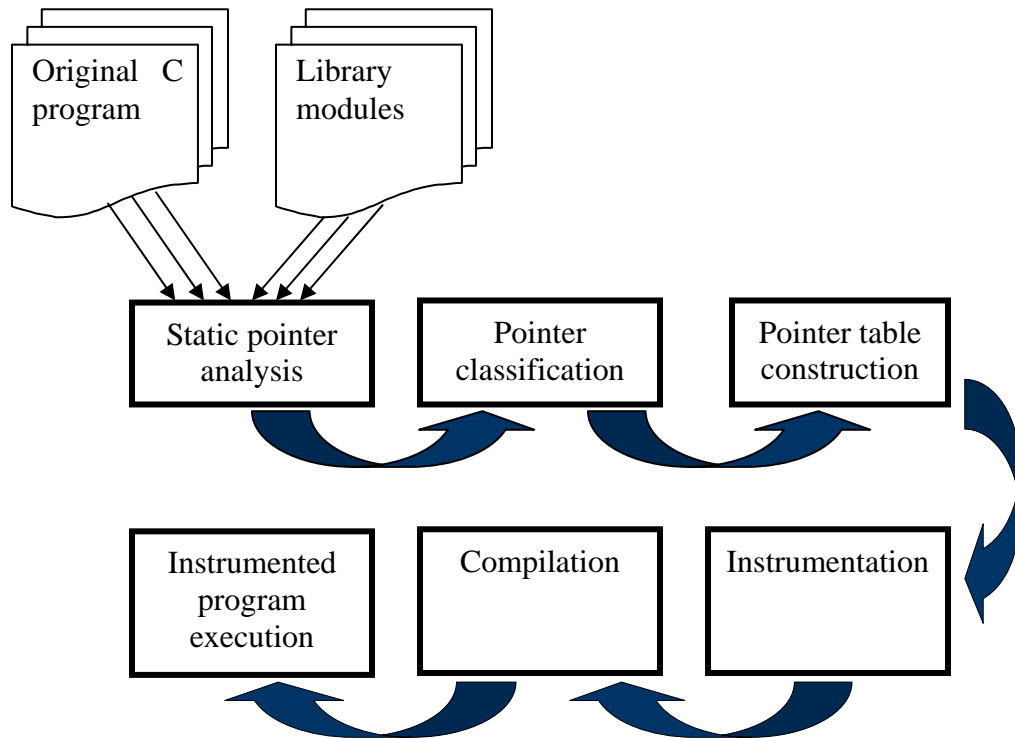 Original C
program
Library
modules
Static pointer
analysis
Pointer
classification
Pointer table
construction
Instrumented
program
execution
Compilation
Instrumentation